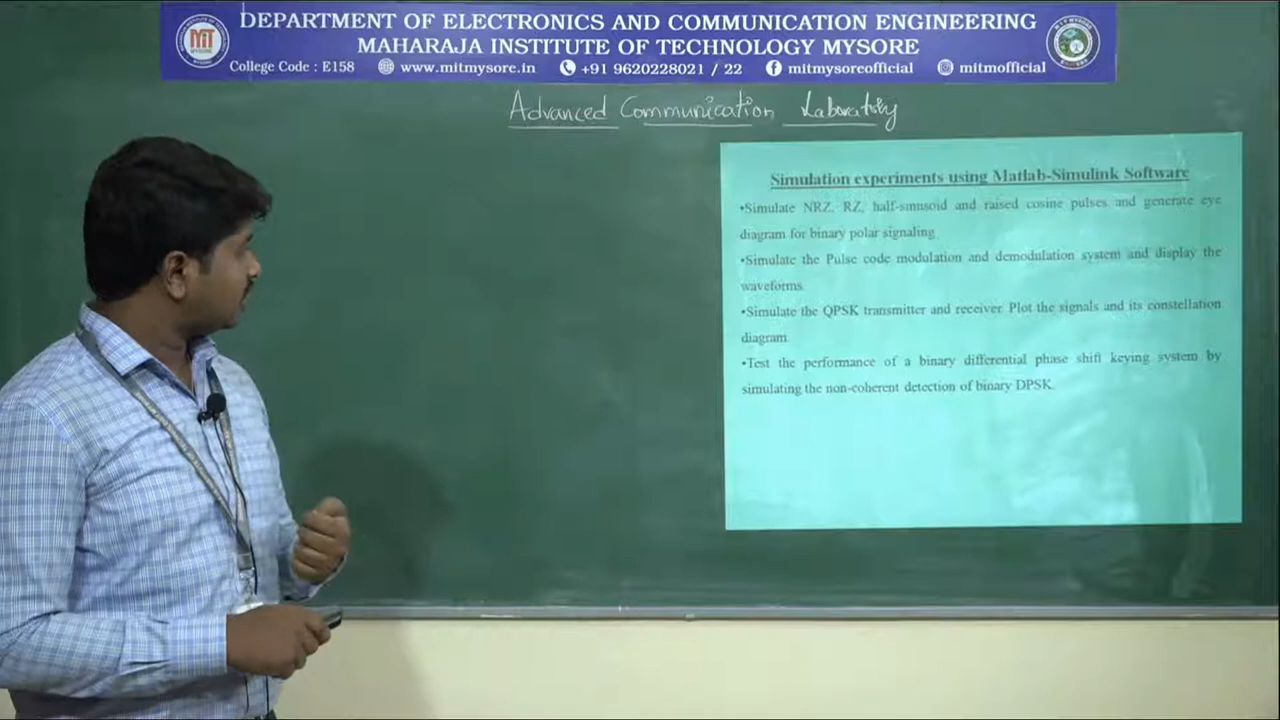 DEPARTMENT OF ELECTRONICS AND COMMUNICATION ENGINEERING
MAHARAJA INSTITUTE OF TECHNOLOGY MYSORE
College Code : E158 www.mitmysore.in +91 9620228021 / 22 mitmysoreofficial mitmofficial
MIT
MYSORE
Advanced Communication Laboratory
Simulation experiments using Matlab-Simulink Software
•Simulate NRZ, RZ, half-sinusoid and raised cosine pulses and generate eye
diagram for binary polar signaling
•Simulate the Pulse code modulation and demodulation system and display the
waveforms.
•Simulate the QPSK transmitter and receiver. Plot the signals and its constellation
diagram
•Test the performance of a binary differential phase shift keying system by
simulating the non-coherent detection of binary DPSK.